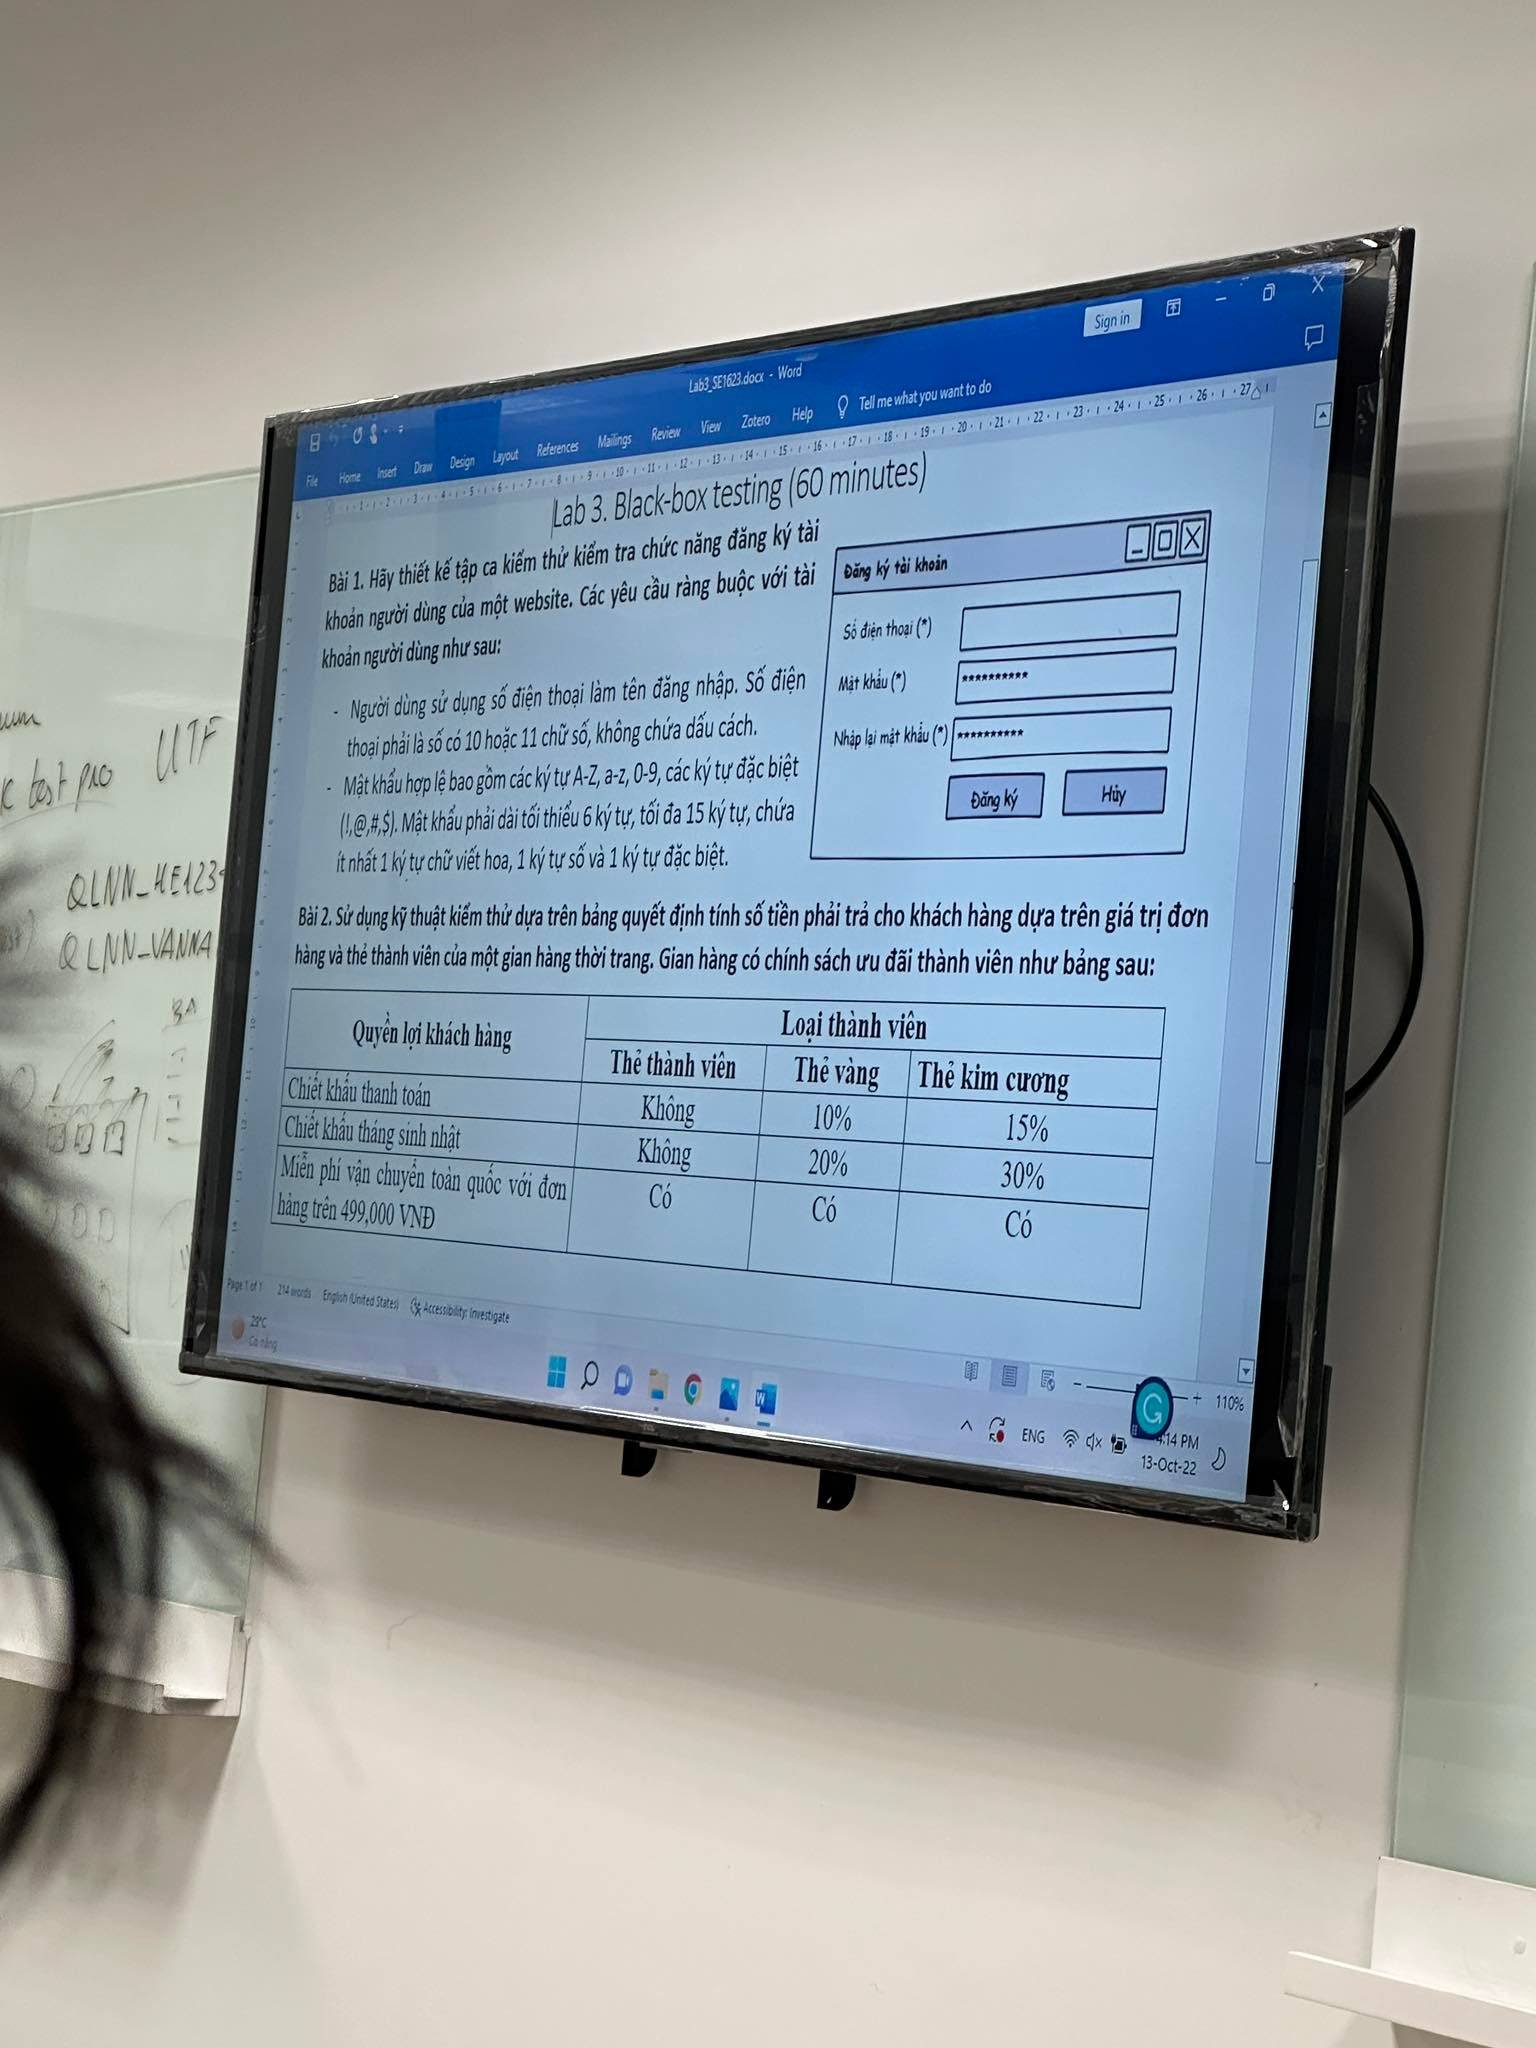 Sign in
Lab3_SE1623.docx - Word
File Home Insert Draw Design Layout References Mailings Review View Zotero Help Tell me what you want to do
Lab 3. Black-box testing (60 minutes)
Bài 1. Hãy thiết kế tập ca kiểm thử kiểm tra chức năng đăng ký tài
khoản người dùng của một website. Các yêu cầu ràng buộc với tài
khoản người dùng như sau:
- Người dùng sử dụng số điện thoại làm tên đăng nhập. Số điện
thoại phải là số có 10 hoặc 11 chữ số, không chứa dấu cách.
- Mật khẩu hợp lệ bao gồm các ký tự A-Z, a-z, 0-9, các ký tự đặc biệt
(!,@,#,$). Mật khẩu phải dài tối thiểu 6 ký tự, tối đa 15 ký tự, chứa
ít nhất 1 ký tự chữ viết hoa, 1 ký tự số và 1 ký tự đặc biệt.
Đăng ký tài khoản
Số điện thoại (*)
Mật khẩu (*) **********
Nhập lại mật khẩu (*) **********
Đăng ký Hủy
Bài 2. Sử dụng kỹ thuật kiểm thử dựa trên bảng quyết định tính số tiền phải trả cho khách hàng dựa trên giá trị đơn
hàng và thẻ thành viên của một gian hàng thời trang. Gian hàng có chính sách ưu đãi thành viên như bảng sau:
Quyền lợi khách hàng Loại thành viên
Thẻ thành viên Thẻ vàng Thẻ kim cương
Chiết khấu thanh toán Không 10% 15%
Chiết khấu tháng sinh nhật Không 20% 30%
Miễn phí vận chuyển toàn quốc với đơn Có Có Có
hàng trên 499,000 VNĐ
Page 1 of 1 214 words English (United States) Accessibility: Investigate
110%
29°C
Có nắng
ENG
4:14 PM
13-Oct-22
test pro UTF
QLNN_HE123
QLNN_VANNA
BA